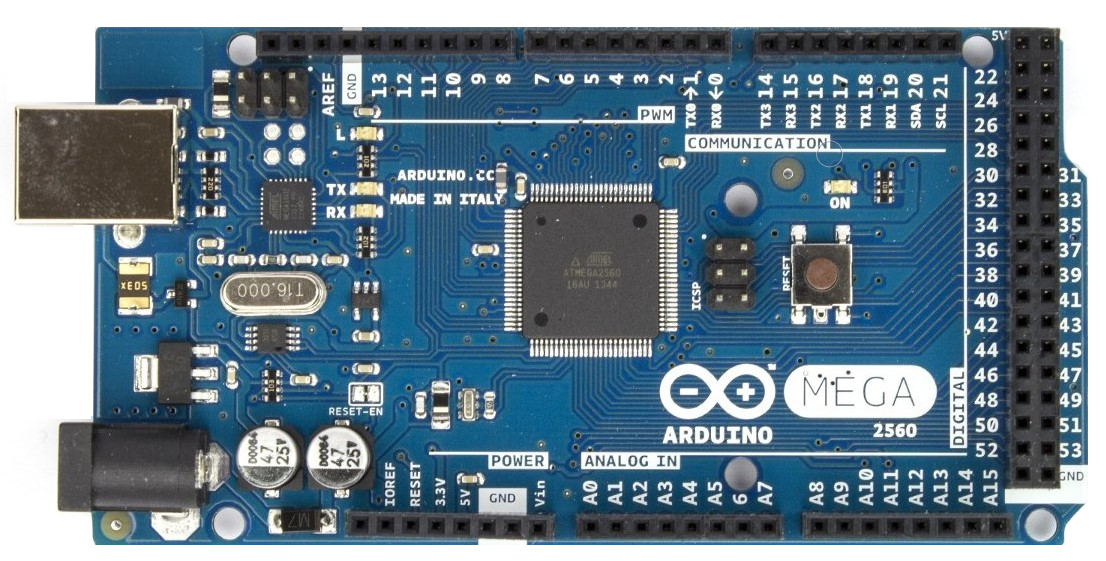 5V
AREF
GND
13
12
11
10
9
8
7
6
5
4
3
2
TX0→1
RX0←0
TX3 14
RX3 15
TX2 16
RX2 17
TX1 18
RX1 19
SDA 20
SCL 21
PWM
COMMUNICATION
L
TX
RX
ARDUINO.CC
MADE IN ITALY
ON
RESET
ICSP
ATMEGA2560
16AU 1344
T16.000
102
102
220
103
RESET-EN
22
24
26
28
30
31
32
33
34
35
36
37
38
39
40
41
42
43
44
45
46
47
48
49
50
51
52
53
GND
DIGITAL
MEGA
2560
ARDUINO
47
25V
47
25V
M7
POWER
ANALOG IN
IOREF
RESET
3.3V
5V
GND
Vin
A0
A1
A2
A3
A4
A5
6
A7
A8
A9
A10
A11
A12
A13
A14
A15